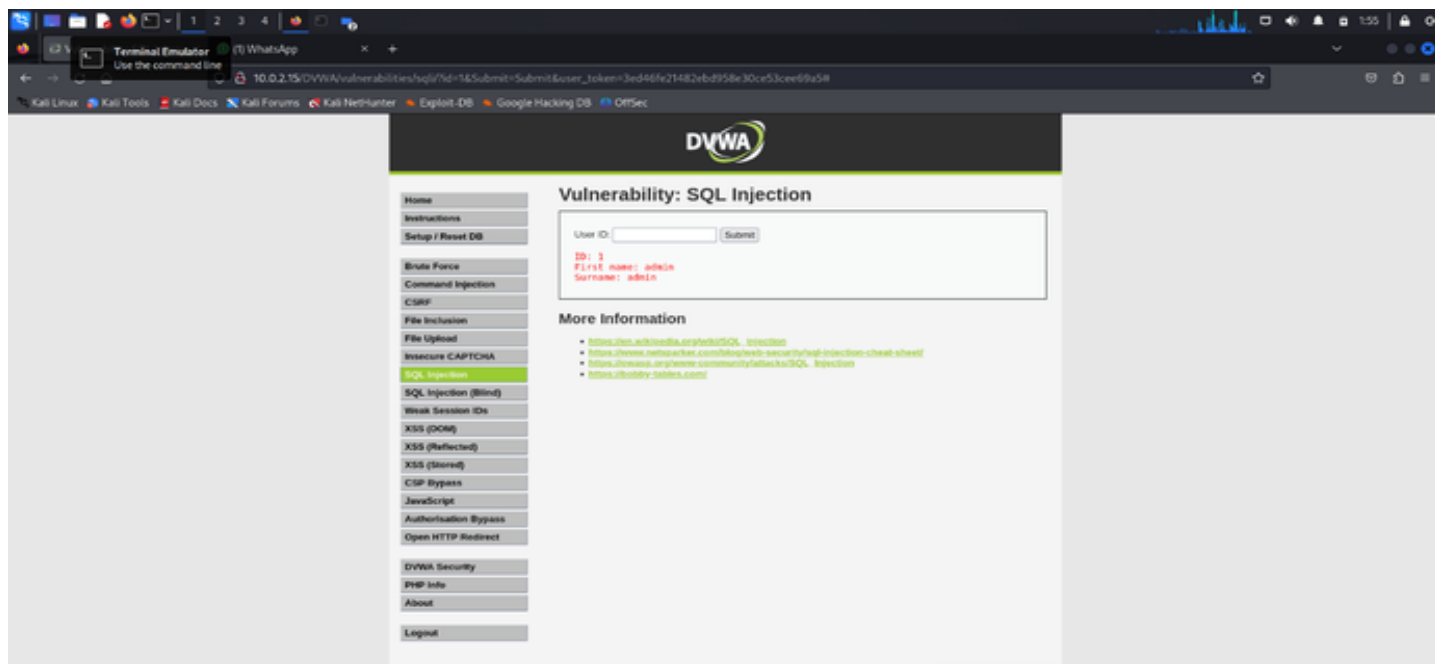 1 2 3 4
1:55
Terminal Emulator
Use the command line
(1) WhatsApp
10.0.2.15/DVWA/vulnerabilities/sqli/?id=1&Submit=Submit&user_token=3ed46fe21482ebd958e30ce53cee69a5#
Kali Linux Kali Tools Kali Docs Kali Forums Kali NetHunter Exploit-DB Google Hacking DB OffSec
DVWA
Home
Instructions
Setup / Reset DB
Brute Force
Command Injection
CSRF
File Inclusion
File Upload
Insecure CAPTCHA
SQL Injection
SQL Injection (Blind)
Weak Session IDs
XSS (DOM)
XSS (Reflected)
XSS (Stored)
CSP Bypass
JavaScript
Authorisation Bypass
Open HTTP Redirect
DVWA Security
PHP Info
About
Logout
Vulnerability: SQL Injection
User ID: Submit
ID: 1
First name: admin
Surname: admin
More Information
https://en.wikipedia.org/wiki/SQL_injection
https://www.netsparker.com/blog/web-security/sql-injection-cheat-sheet/
https://owasp.org/www-community/attacks/SQL_Injection
https://bobby-tables.com/